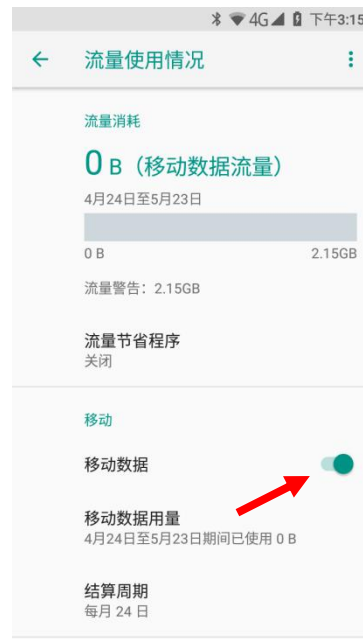 4G 下午3:15
流量使用情况
流量消耗
0 B（移动数据流量）
4月24日至5月23日
0 B 2.15GB
流量警告：2.15GB
流量节省程序
关闭
移动
移动数据
移动数据用量
4月24日至5月23日期间已使用 0 B
结算周期
每月 24 日